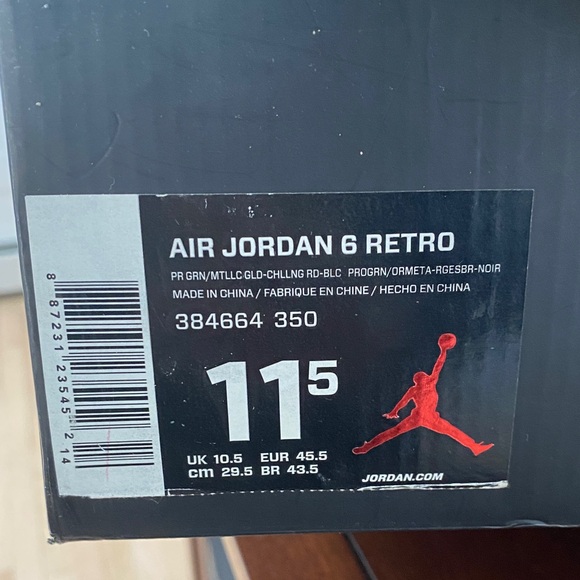 AIR JORDAN 6 RETRO
PR GRN/MTLLC GLD-CHLLNG RD-BLC PROGRN/ORMETA-RGESBR-NOIR
MADE IN CHINA / FABRIQUE EN CHINE / HECHO EN CHINA
384664 350
11 5
UK 10.5 EUR 45.5
cm 29.5 BR 43.5
JORDAN.COM
8 87231 23545 2 14